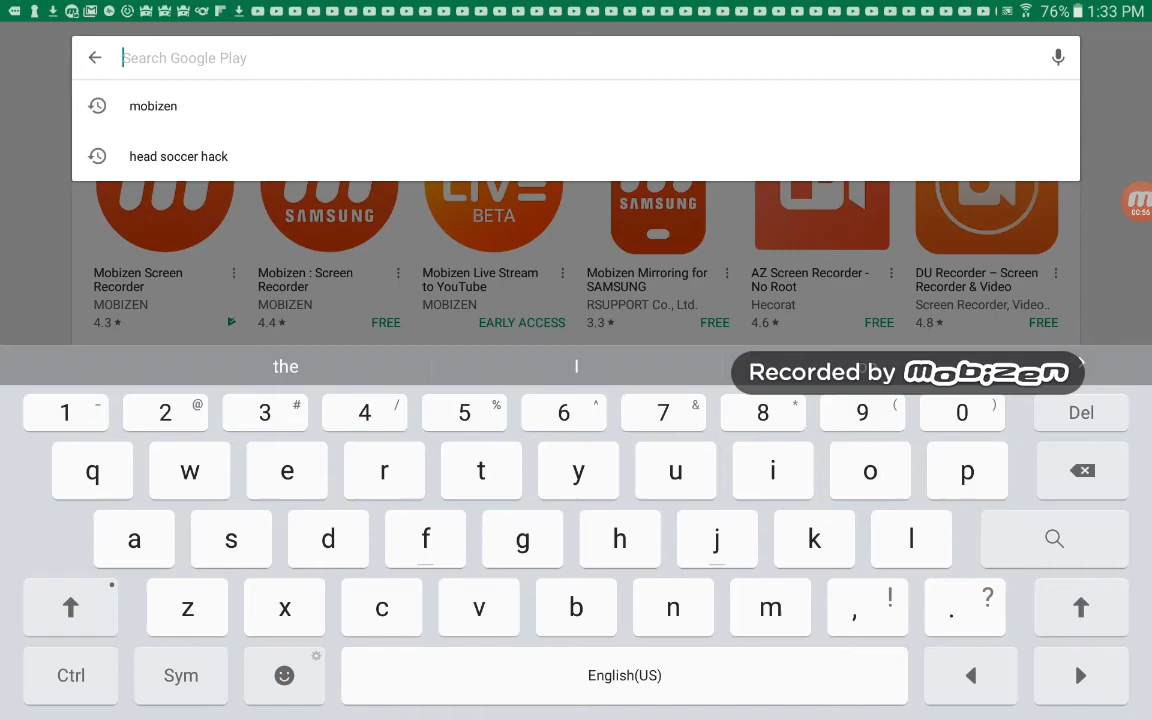 76% 1:33 PM
Search Google Play
mobizen
head soccer hack
00:56
SAMSUNG
LIVE
BETA
SAMSUNG
Mobizen Screen Recorder
MOBIZEN
4.3★
Mobizen : Screen Recorder
MOBIZEN
4.4★ FREE
Mobizen Live Stream to YouTube
MOBIZEN
EARLY ACCESS
Mobizen Mirroring for SAMSUNG
RSUPPORT Co., Ltd.
3.3★ FREE
AZ Screen Recorder - No Root
Hecorat
4.6★ FREE
DU Recorder – Screen Recorder & Video
Screen Recorder, Video..
4.8★ FREE
the I
Recorded by mobizen
1 - 2 @ 3 # 4 / 5 % 6 ^ 7 & 8 * 9 ( 0 ) Del
q w e r t y u i o p
a s d f g h j k l
z x c v b n m , ! . ?
Ctrl Sym English(US)